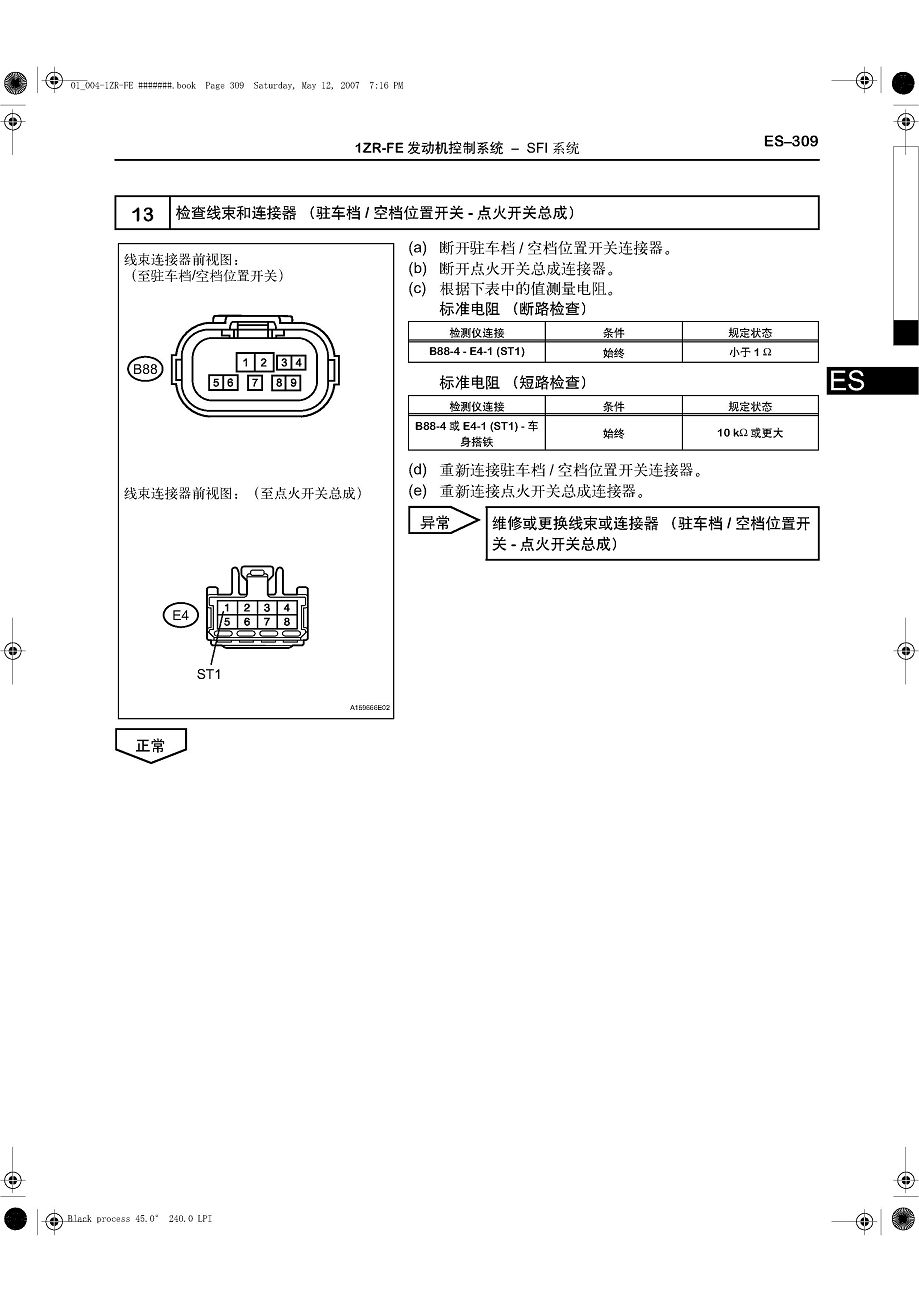 01_004-1ZR-FE #######.book Page 309 Saturday, May 12, 2007 7:16 PM
1ZR-FE 发动机控制系统 – SFI 系统
ES–309
13 检查线束和连接器 （驻车档 / 空档位置开关 - 点火开关总成）
线束连接器前视图：
（至驻车档/空档位置开关）
B88
1 2 3 4
5 6 7 8 9
线束连接器前视图：（至点火开关总成）
E4
1 2 3 4
5 6 7 8
ST1
A159666E02
(a) 断开驻车档 / 空档位置开关连接器。
(b) 断开点火开关总成连接器。
(c) 根据下表中的值测量电阻。
标准电阻 （断路检查）
检测仪连接 条件 规定状态
B88-4 - E4-1 (ST1) 始终 小于 1 Ω
标准电阻 （短路检查）
检测仪连接 条件 规定状态
B88-4 或 E4-1 (ST1) - 车
身搭铁 始终 10 kΩ 或更大
(d) 重新连接驻车档 / 空档位置开关连接器。
(e) 重新连接点火开关总成连接器。
异常
维修或更换线束或连接器 （驻车档 / 空档位置开
关 - 点火开关总成）
ES
正常
Black process 45.0° 240.0 LPI